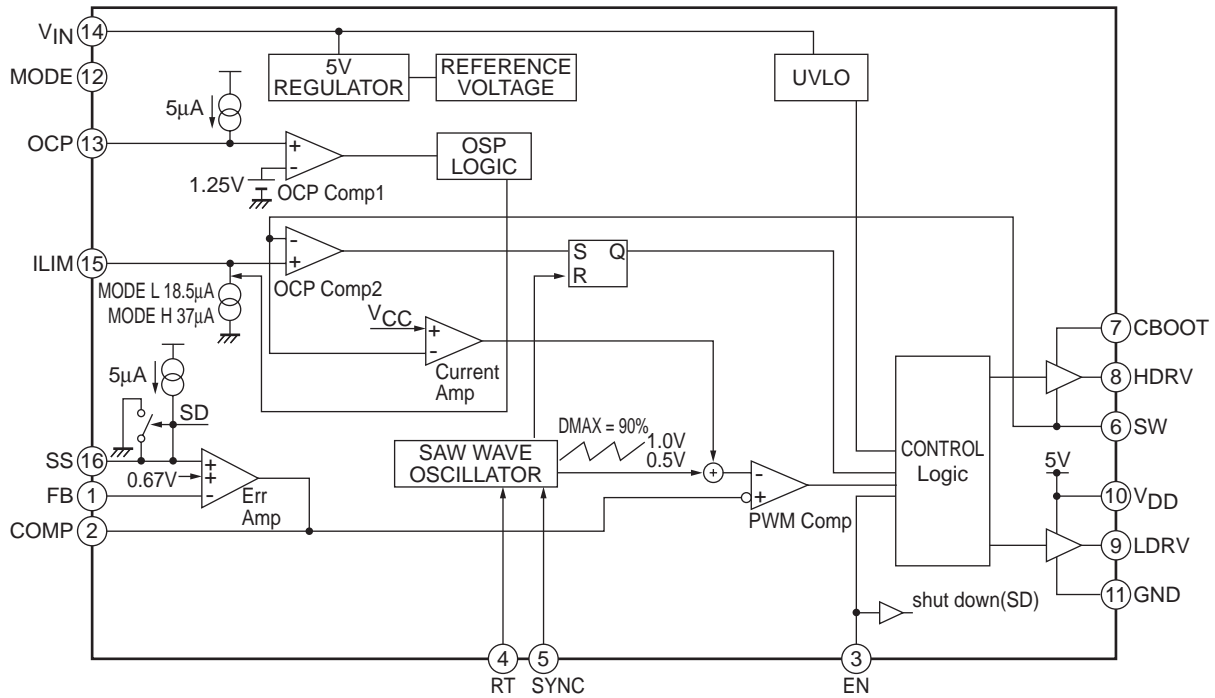 VIN 14
MODE 12
5V REGULATOR
REFERENCE VOLTAGE
UVLO
5μA
OCP 13
+
-
1.25V
OCP Comp1
OSP LOGIC
ILIM 15
-
+
OCP Comp2
MODE L 18.5μA
MODE H 37μA
S Q
R
VCC
+
-
Current Amp
5μA
SD
SS 16
0.67V
FB 1
COMP 2
+
+
-
Err Amp
SAW WAVE OSCILLATOR
DMAX = 90%
1.0V
0.5V
+
-
+
PWM Comp
CONTROL Logic
7 CBOOT
8 HDRV
6 SW
5V
10 VDD
9 LDRV
11 GND
shut down(SD)
4
RT
5
SYNC
3
EN